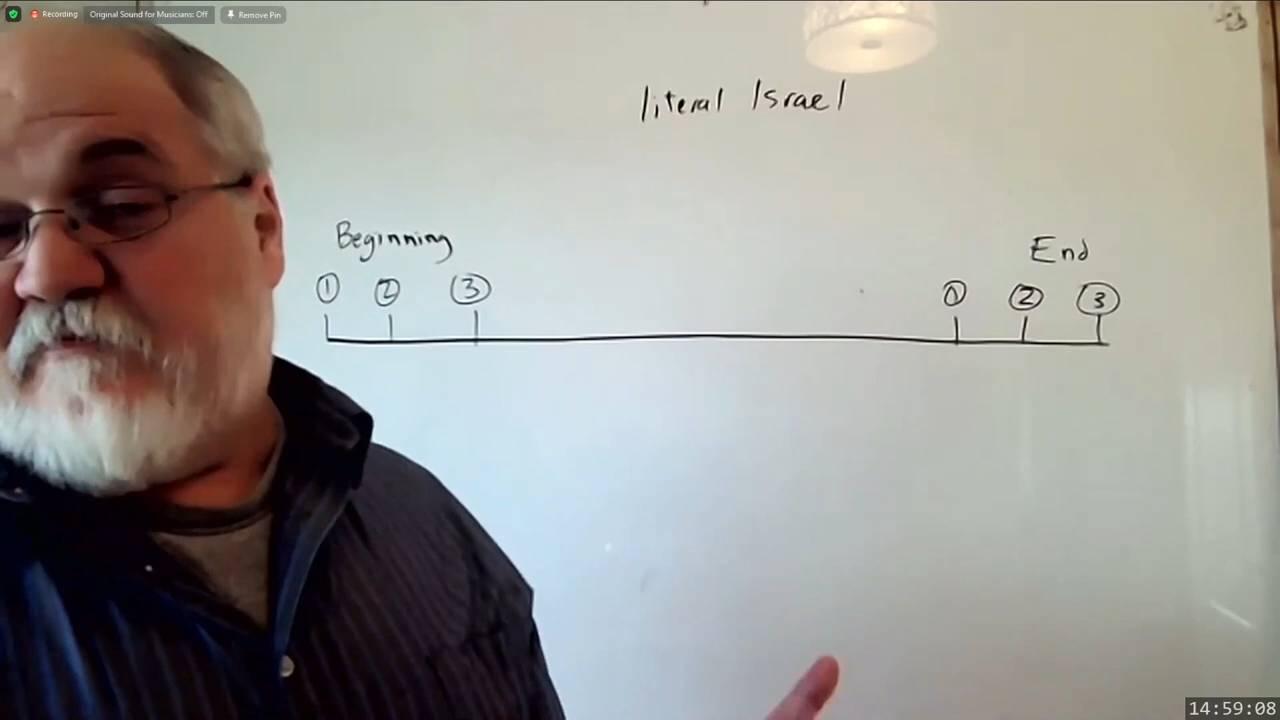 Recording Original Sound for Musicians: Off Remove Pin
literal Israel
Beginning End
1 2 3 1 2 3
14:59:08